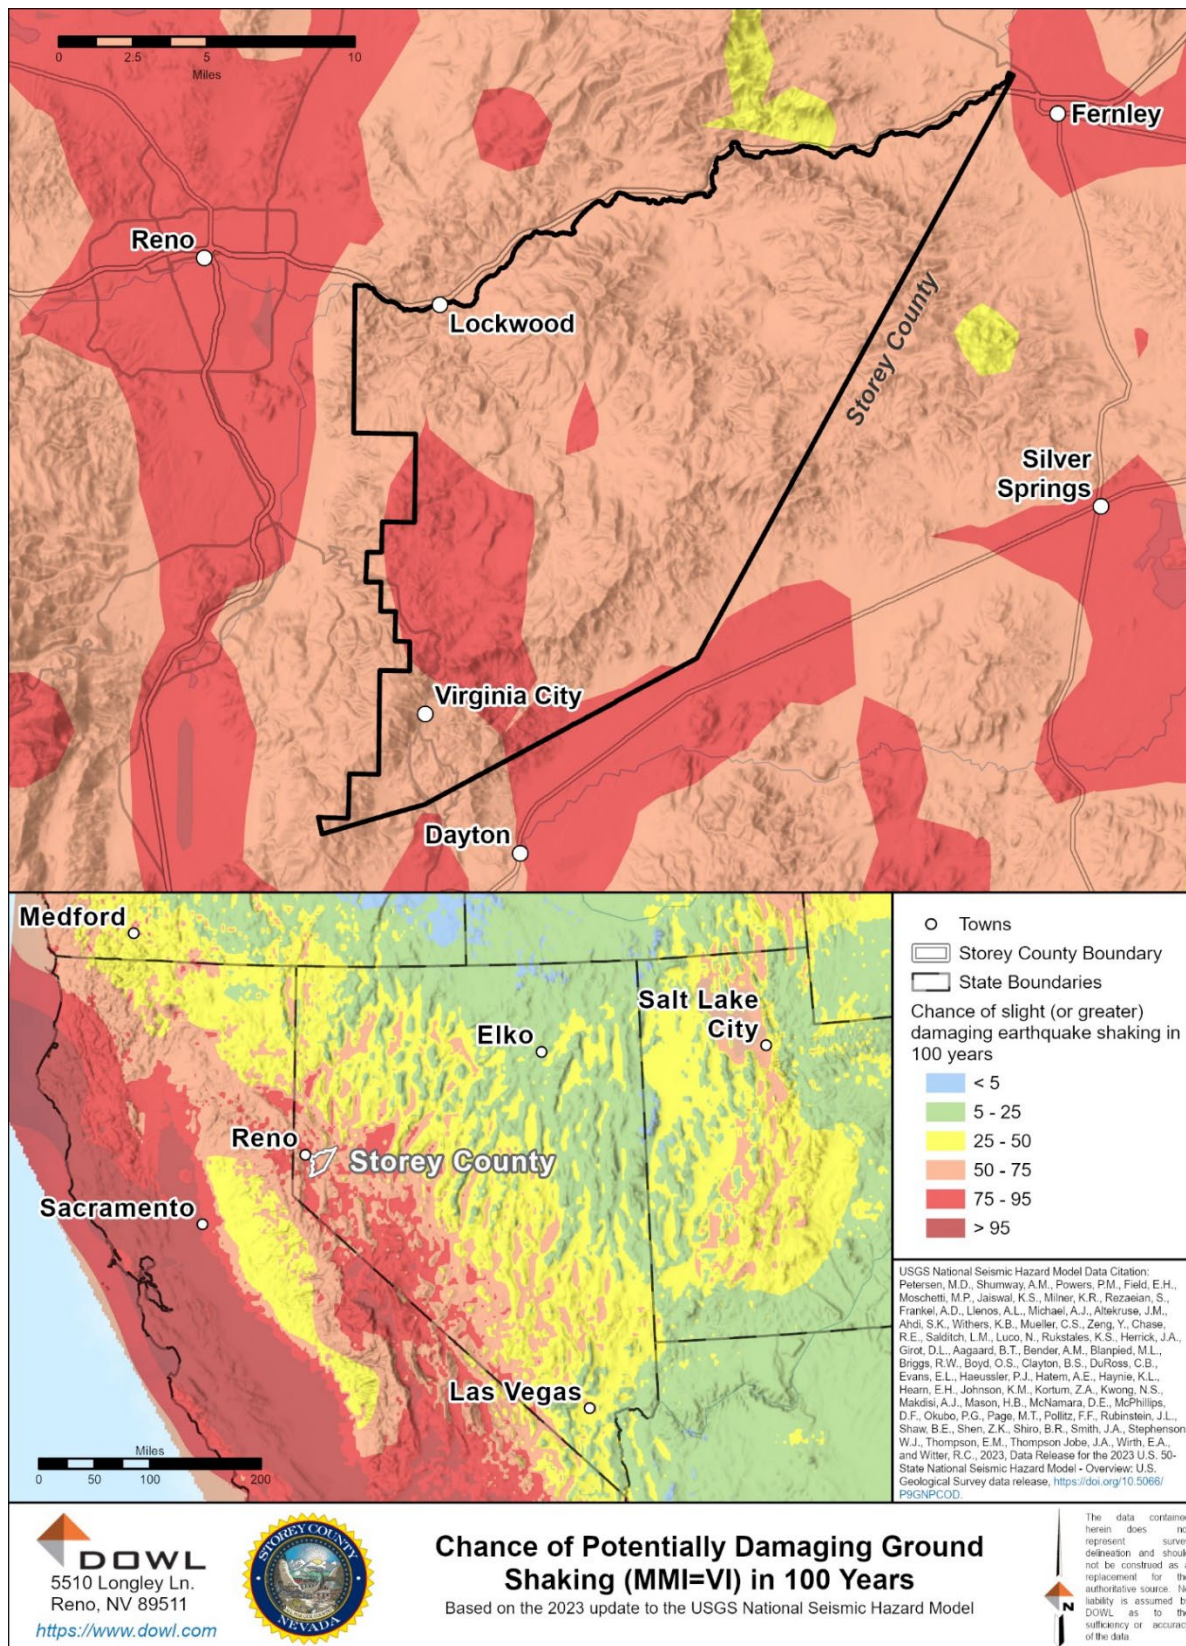 0 2.5 5 10
Miles
Fernley
Reno
Lockwood
Storey County
Silver
Springs
Virginia City
Dayton
Medford
Salt Lake
City
Elko
Reno
Storey County
Sacramento
Las Vegas
Miles
0 50 100 200
Towns
Storey County Boundary
State Boundaries
Chance of slight (or greater)
damaging earthquake shaking in
100 years
< 5
5 - 25
25 - 50
50 - 75
75 - 95
> 95
USGS National Seismic Hazard Model Data Citation:
Petersen, M.D., Shumway, A.M., Powers, P.M., Field, E.H.,
Moschetti, M.P., Jaiswal, K.S., Milner, K.R., Rezaeian, S.,
Frankel, A.D., Llenos, A.L., Michael, A.J., Altekruse, J.M.,
Ahdi, S.K., Withers, K.B., Mueller, C.S., Zeng, Y., Chase,
R.E., Salditch, L.M., Luco, N., Rukstales, K.S., Herrick, J.A.,
Girot, D.L., Aagaard, B.T., Bender, A.M., Blanpied, M.L.,
Briggs, R.W., Boyd, O.S., Clayton, B.S., DuRoss, C.B.,
Evans, E.L., Haeussler, P.J., Hatem, A.E., Haynie, K.L.,
Hearn, E.H., Johnson, K.M., Kortum, Z.A., Kwong, N.S.,
Makdisi, A.J., Mason, H.B., McNamara, D.E., McPhillips,
D.F., Okubo, P.G., Page, M.T., Pollitz, F.F., Rubinstein, J.L.,
Shaw, B.E., Shen, Z.K., Shiro, B.R., Smith, J.A., Stephenson,
W.J., Thompson, E.M., Thompson Jobe, J.A., Wirth, E.A.,
and Witter, R.C., 2023, Data Release for the 2023 U.S. 50-
State National Seismic Hazard Model - Overview: U.S.
Geological Survey data release, https://doi.org/10.5066/
P9GNPCOD.
DOWL
5510 Longley Ln.
Reno, NV 89511
https://www.dowl.com
STOREY COUNTY
NEVADA
Chance of Potentially Damaging Ground
Shaking (MMI=VI) in 100 Years
Based on the 2023 update to the USGS National Seismic Hazard Model
N
The data contained
herein does no
represent survey
delineation and should
not be construed as a
replacement for the
authoritative source. No
liability is assumed by
DOWL as to the
sufficiency or accuracy
of the data